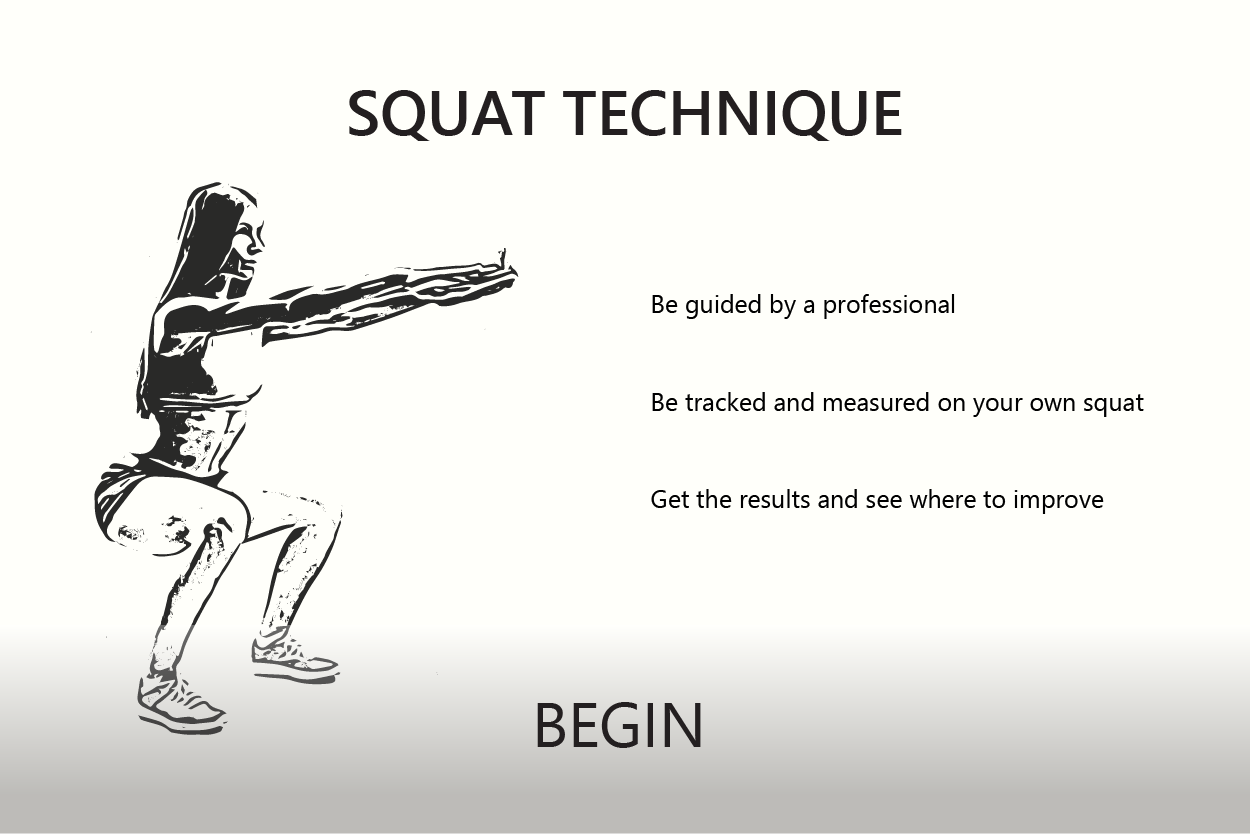 SQUAT TECHNIQUE
Be guided by a professional
Be tracked and measured on your own squat
Get the results and see where to improve
BEGIN